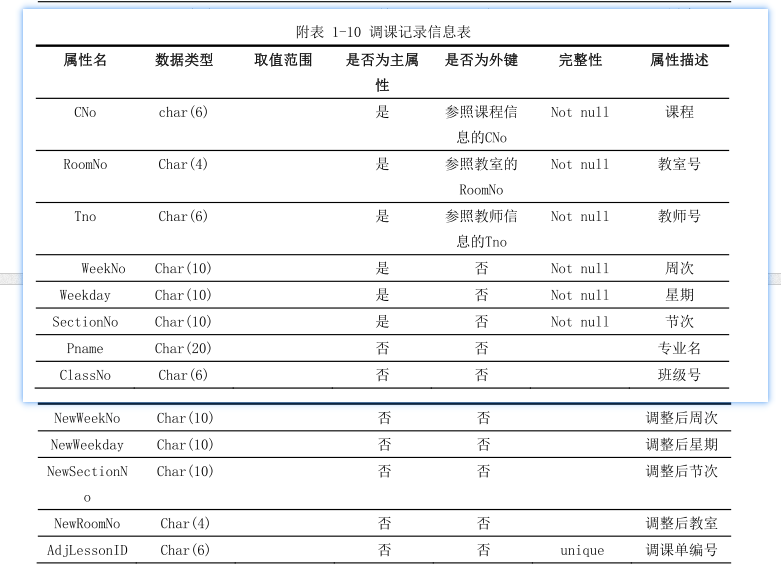 附表 1-10 调课记录信息表
属性名 数据类型 取值范围 是否为主属性 是否为外键 完整性 属性描述
CNo char(6) 是 参照课程信息的CNo Not null 课程
RoomNo Char(4) 是 参照教室的RoomNo Not null 教室号
Tno Char(6) 是 参照教师信息的Tno Not null 教师号
WeekNo Char(10) 是 否 Not null 周次
Weekday Char(10) 是 否 Not null 星期
SectionNo Char(10) 是 否 Not null 节次
Pname Char(20) 否 否 专业名
ClassNo Char(6) 否 否 班级号
NewWeekNo Char(10) 否 否 调整后周次
NewWeekday Char(10) 否 否 调整后星期
NewSectionNo Char(10) 否 否 调整后节次
NewRoomNo Char(4) 否 否 调整后教室
AdjLessonID Char(6) 否 否 unique 调课单编号